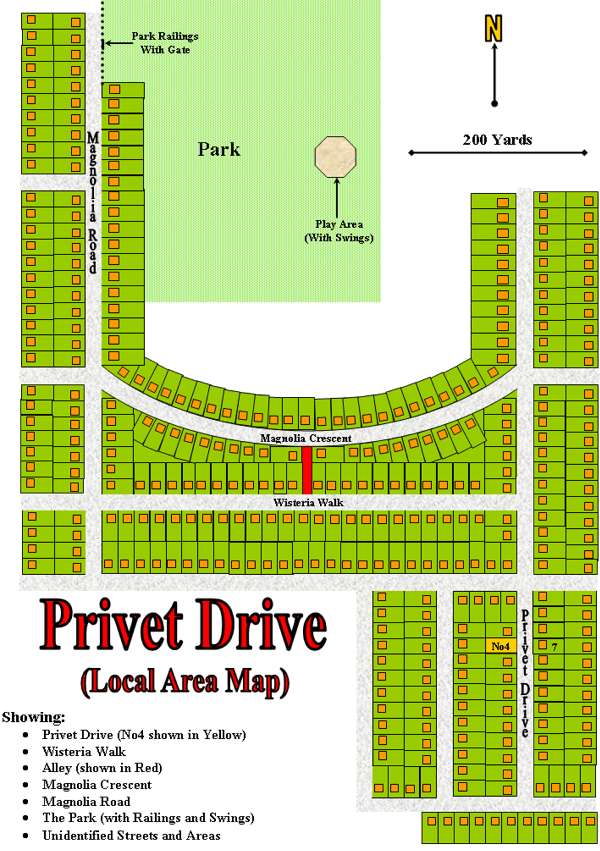 N
Park Railings
With Gate
200 Yards
Park
Magnolia Road
Play Area
(With Swings)
Magnolia Crescent
Wisteria Walk
Privet Drive
(Local Area Map)
Privet Drive
No4
7
Showing:
• Privet Drive (No4 shown in Yellow)
• Wisteria Walk
• Alley (shown in Red)
• Magnolia Crescent
• Magnolia Road
• The Park (with Railings and Swings)
• Unidentified Streets and Areas